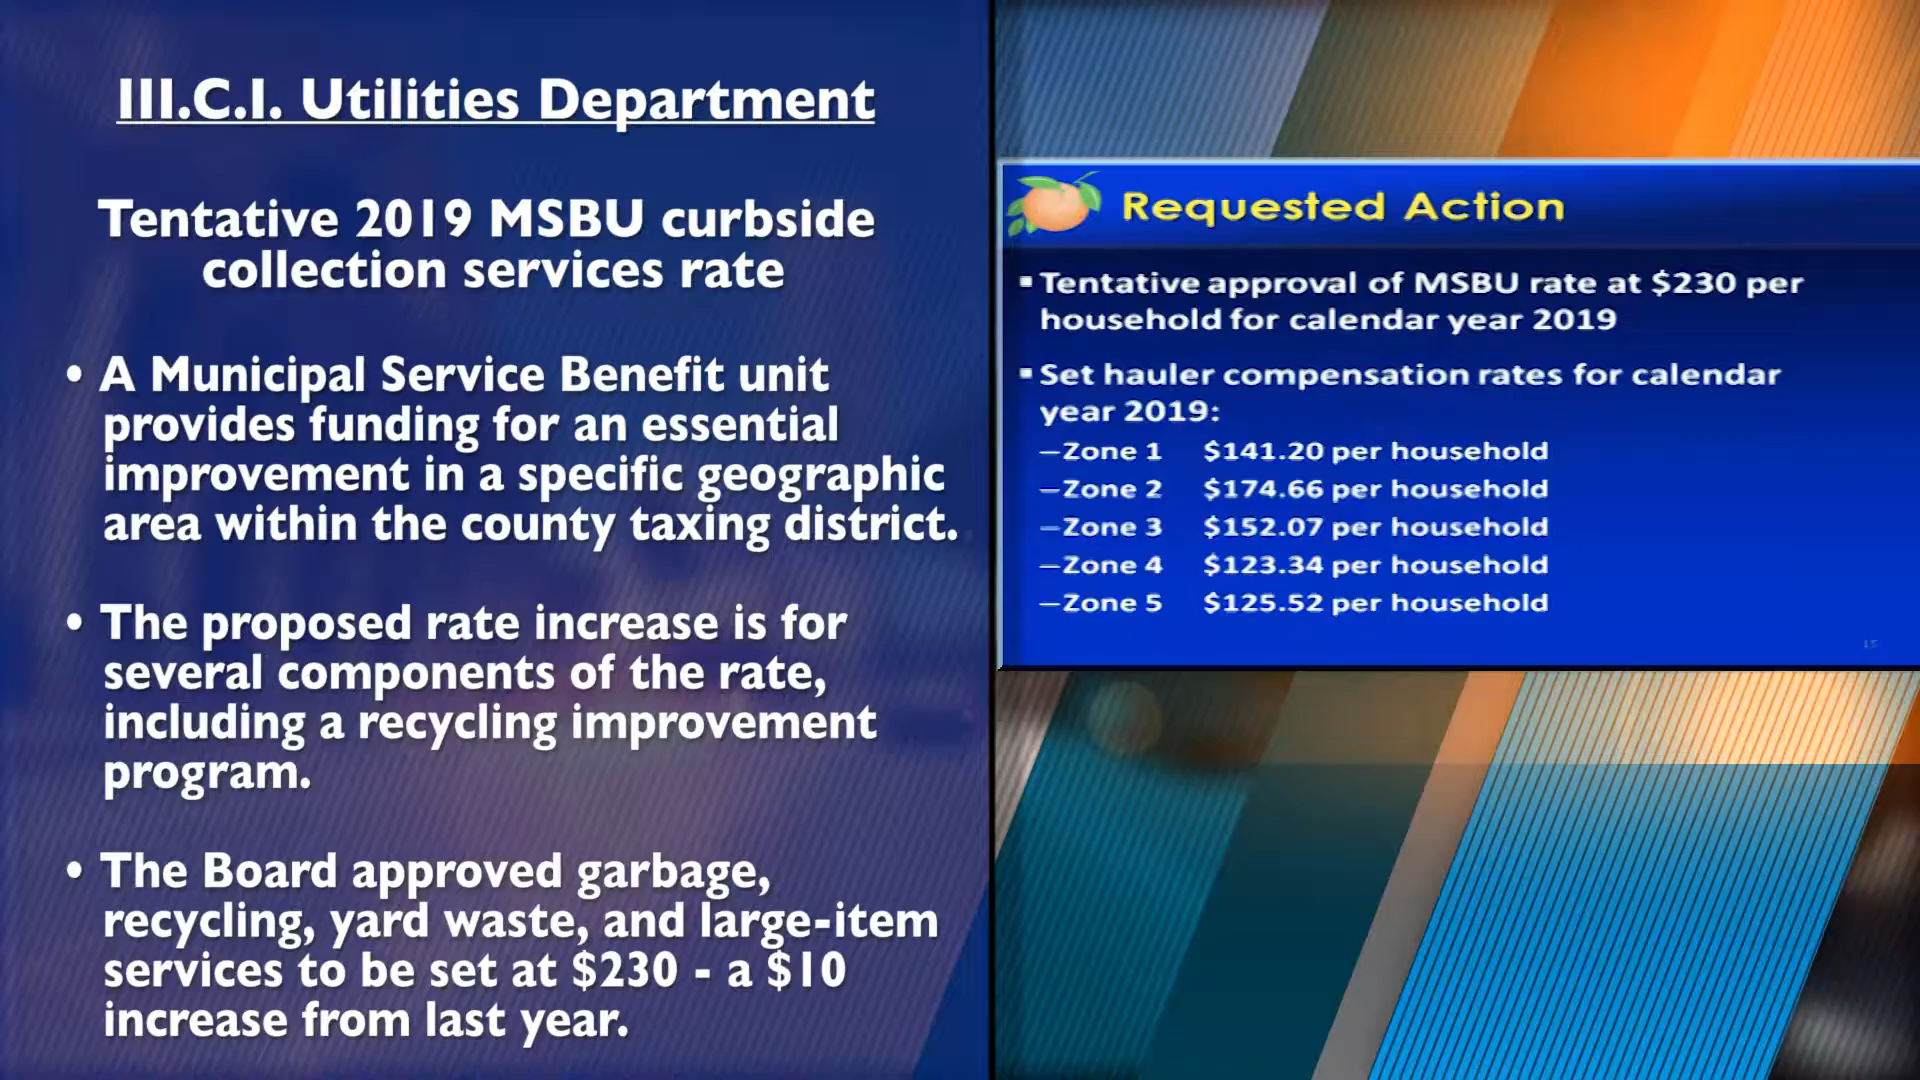 III.C.I. Utilities Department
Tentative 2019 MSBU curbside
collection services rate
• A Municipal Service Benefit unit
provides funding for an essential
improvement in a specific geographic
area within the county taxing district.
• The proposed rate increase is for
several components of the rate,
including a recycling improvement
program.
• The Board approved garbage,
recycling, yard waste, and large-item
services to be set at $230 - a $10
increase from last year.
Requested Action
▪ Tentative approval of MSBU rate at $230 per
household for calendar year 2019
▪ Set hauler compensation rates for calendar
year 2019:
–Zone 1 $141.20 per household
–Zone 2 $174.66 per household
–Zone 3 $152.07 per household
–Zone 4 $123.34 per household
–Zone 5 $125.52 per household
15